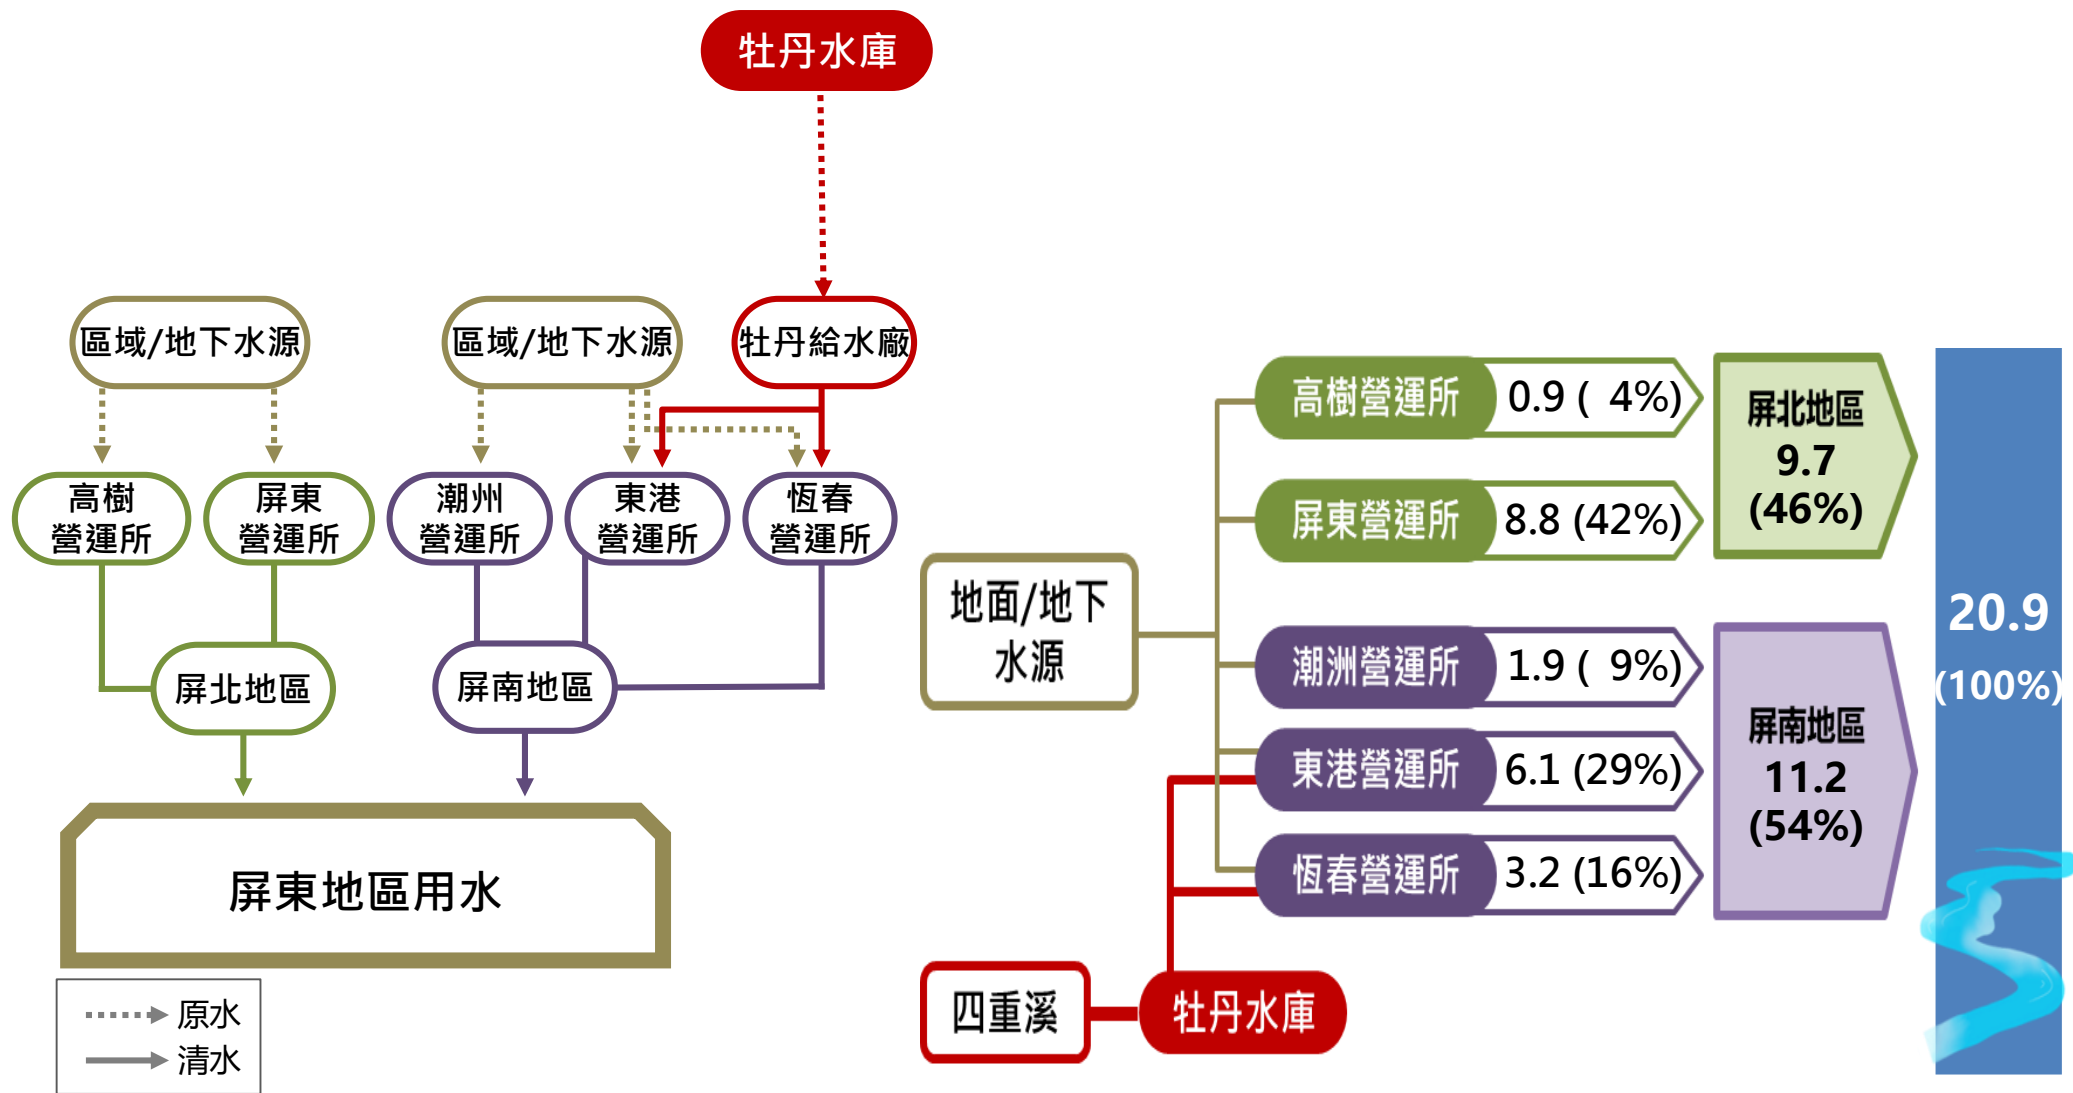 牡丹水庫
區域/地下水源
區域/地下水源
牡丹給水廠
高樹
營運所
屏東
營運所
潮州
營運所
東港
營運所
恆春
營運所
屏北地區
屏南地區
屏東地區用水
原水
清水
地面/地下
水源
四重溪
牡丹水庫
高樹營運所
0.9 ( 4%)
屏東營運所
8.8 (42%)
潮洲營運所
1.9 ( 9%)
東港營運所
6.1 (29%)
恆春營運所
3.2 (16%)
屏北地區
9.7
(46%)
屏南地區
11.2
(54%)
20.9
(100%)